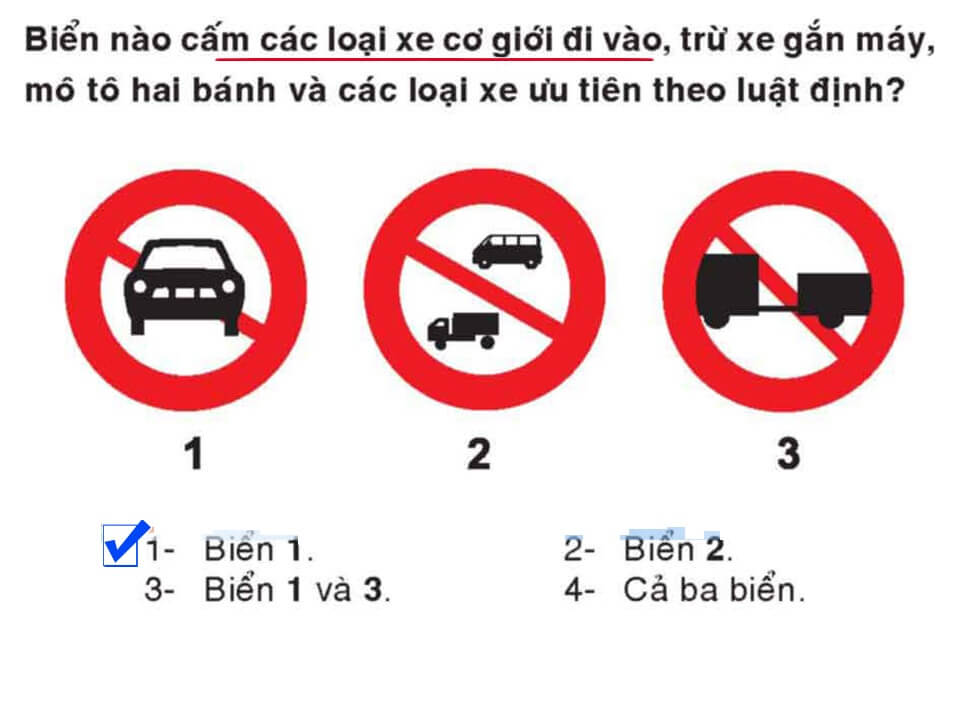 Biển nào cấm các loại xe cơ giới đi vào, trừ xe gắn máy,
mô tô hai bánh và các loại xe ưu tiên theo luật định?
1 2 3
1- Biển 1. 2- Biển 2.
3- Biển 1 và 3. 4- Cả ba biển.